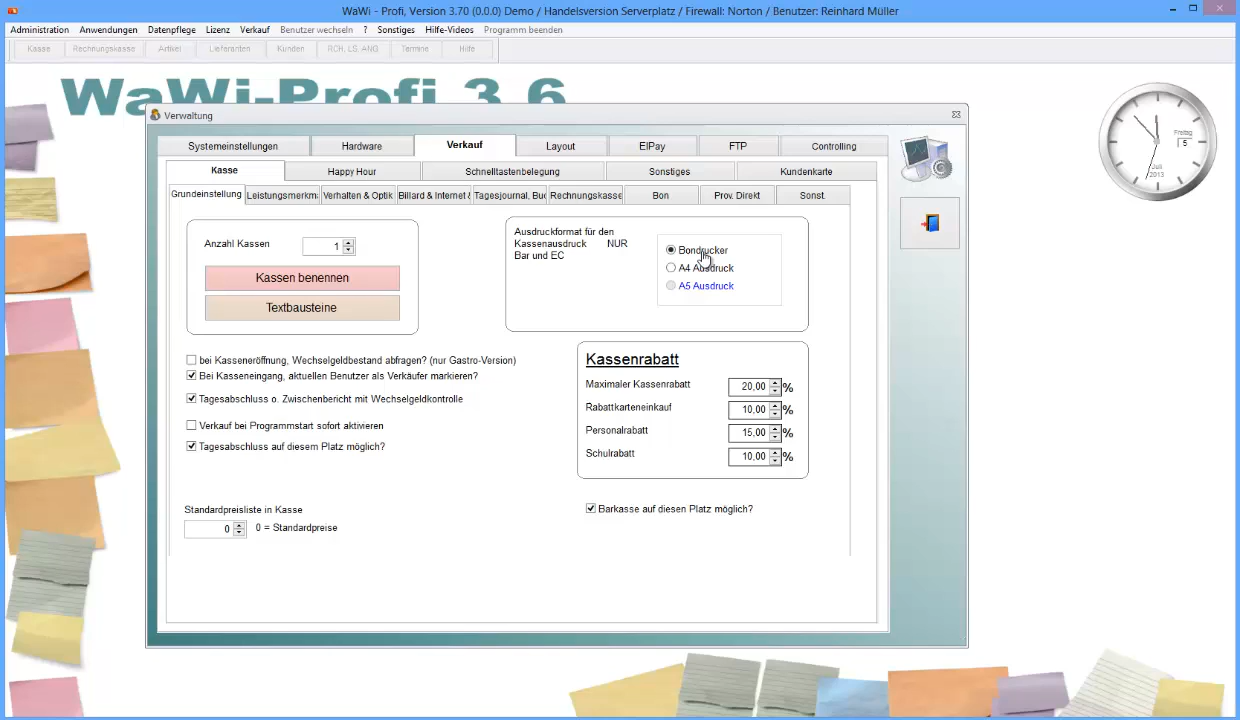 WaWi - Profi, Version 3.70 (0.0.0) Demo / Handelsversion Serverplatz / Firewall: Norton / Benutzer: Reinhard Müller
Administration Anwendungen Datenpflege Lizenz Verkauf Benutzer wechseln ? Sonstiges Hilfe-Videos Programm beenden
Kasse Rechnungskasse Artikel Lieferanten Kunden RCH, LS, ANG Termine Hilfe
WaWi-Profi 3.6
Verwaltung
Systemeinstellungen Hardware Verkauf Layout ElPay FTP Controlling
Kasse Happy Hour Schnelltastenbelegung Sonstiges Kundenkarte
Grundeinstellung Leistungsmerkm Verhalten & Optik Billard & Internet & Tagesjournal, Buc Rechnungskasse Bon Prov. Direkt Sonst.
Anzahl Kassen 1
Kassen benennen
Textbausteine
Ausdruckformat für den
Kassenausdruck NUR
Bar und EC
Bondrucker
A4 Ausdruck
A5 Ausdruck
bei Kasseneröffnung, Wechselgeldbestand abfragen? (nur Gastro-Version)
Bei Kasseneingang, aktuellen Benutzer als Verkäufer markieren?
Tagesabschluss o. Zwischenbericht mit Wechselgeldkontrolle
Verkauf bei Programmstart sofort aktivieren
Tagesabschluss auf diesem Platz möglich?
Kassenrabatt
Maximaler Kassenrabatt 20,00 %
Rabattkarteneinkauf 10,00 %
Personalrabatt 15,00 %
Schulrabatt 10,00 %
Standardpreisliste in Kasse
0 0 = Standardpreise
Barkasse auf diesen Platz möglich?
Freitag
5
Juli
2013